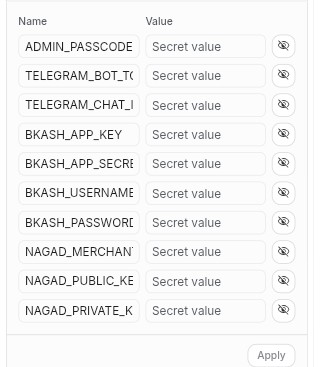 Name Value
ADMIN_PASSCODE Secret value
TELEGRAM_BOT_TO Secret value
TELEGRAM_CHAT_I Secret value
BKASH_APP_KEY Secret value
BKASH_APP_SECRE Secret value
BKASH_USERNAME Secret value
BKASH_PASSWORD Secret value
NAGAD_MERCHANT Secret value
NAGAD_PUBLIC_KE Secret value
NAGAD_PRIVATE_K Secret value
Apply